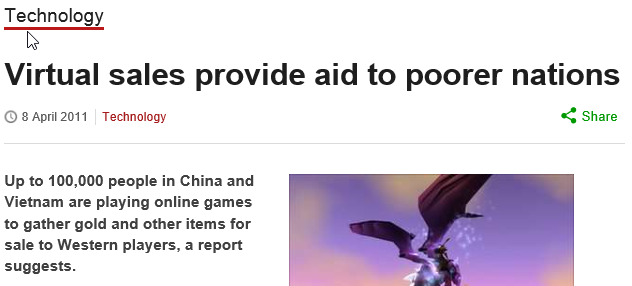 Technology
Virtual sales provide aid to poorer nations
8 April 2011 Technology
Share
Up to 100,000 people in China and
Vietnam are playing online games
to gather gold and other items for
sale to Western players, a report
suggests.